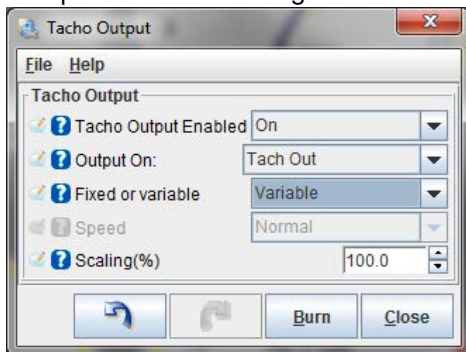 Tacho Output
File Help
Tacho Output
Tacho Output Enabled On
Output On: Tach Out
Fixed or variable Variable
Speed Normal
Scaling(%) 100.0
Burn Close